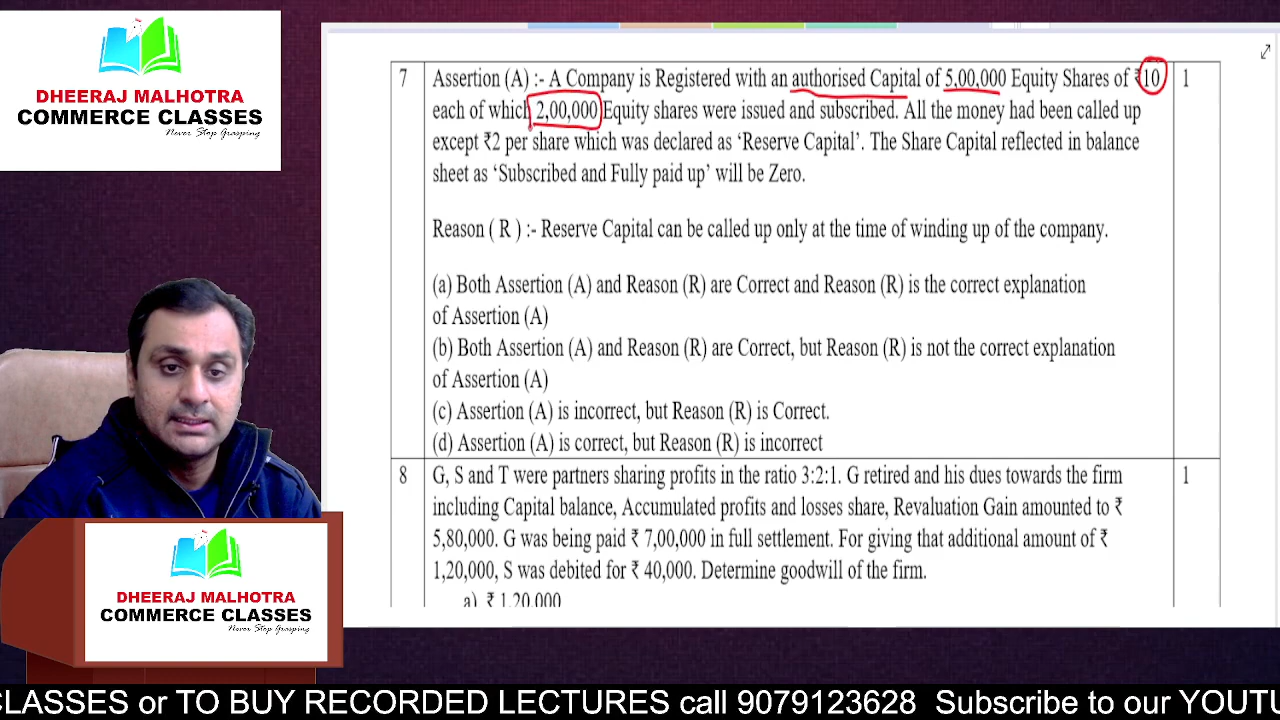 DHEERAJ MALHOTRA
COMMERCE CLASSES
Never Stop Grasping
7
Assertion (A) :- A Company is Registered with an authorised Capital of 5,00,000 Equity Shares of ₹10
1
each of which 2,00,000 Equity shares were issued and subscribed. All the money had been called up
except ₹2 per share which was declared as ‘Reserve Capital’. The Share Capital reflected in balance
sheet as ‘Subscribed and Fully paid up’ will be Zero.
Reason ( R ) :- Reserve Capital can be called up only at the time of winding up of the company.
(a) Both Assertion (A) and Reason (R) are Correct and Reason (R) is the correct explanation
of Assertion (A)
(b) Both Assertion (A) and Reason (R) are Correct, but Reason (R) is not the correct explanation
of Assertion (A)
(c) Assertion (A) is incorrect, but Reason (R) is Correct.
(d) Assertion (A) is correct, but Reason (R) is incorrect
8
G, S and T were partners sharing profits in the ratio 3:2:1. G retired and his dues towards the firm
1
including Capital balance, Accumulated profits and losses share, Revaluation Gain amounted to ₹
5,80,000. G was being paid ₹ 7,00,000 in full settlement. For giving that additional amount of ₹
1,20,000, S was debited for ₹ 40,000. Determine goodwill of the firm.
a) ₹ 1,20,000
DHEERAJ MALHOTRA
COMMERCE CLASSES
Never Stop Grasping
CLASSES or TO BUY RECORDED LECTURES call 9079123628 Subscribe to our YOUTU